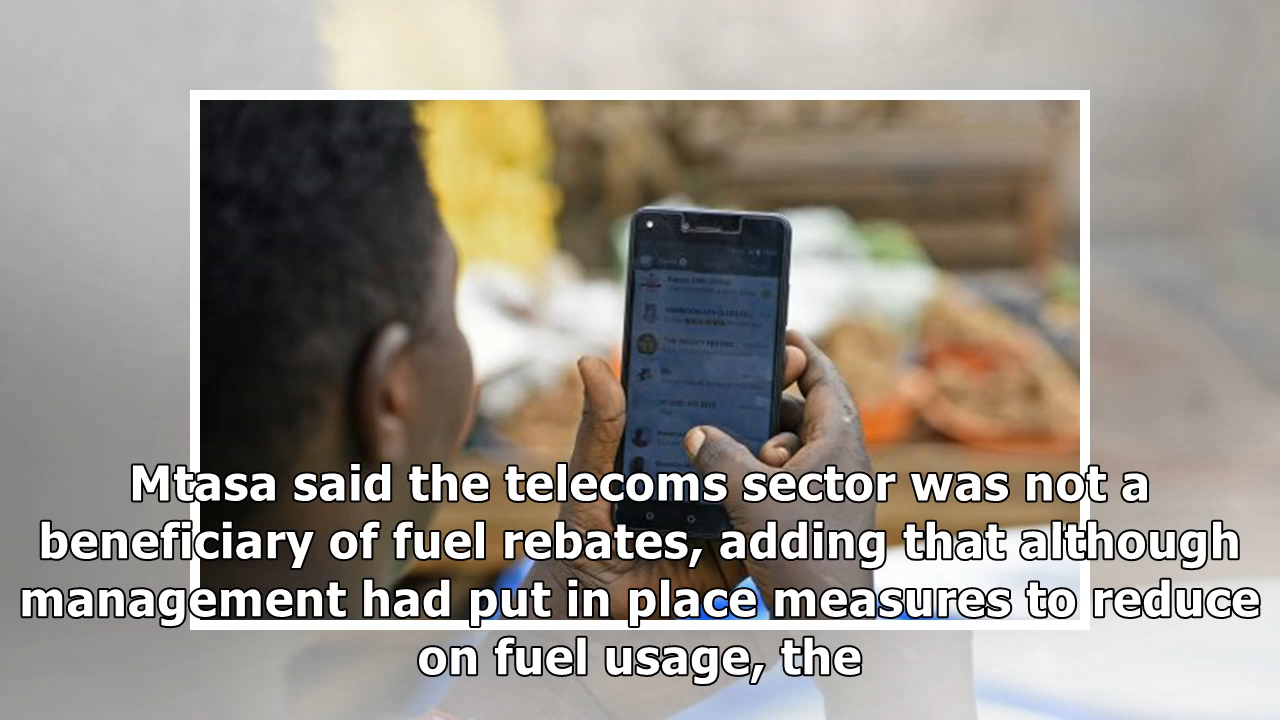 Mtasa said the telecoms sector was not a
beneficiary of fuel rebates, adding that although
management had put in place measures to reduce
on fuel usage, the